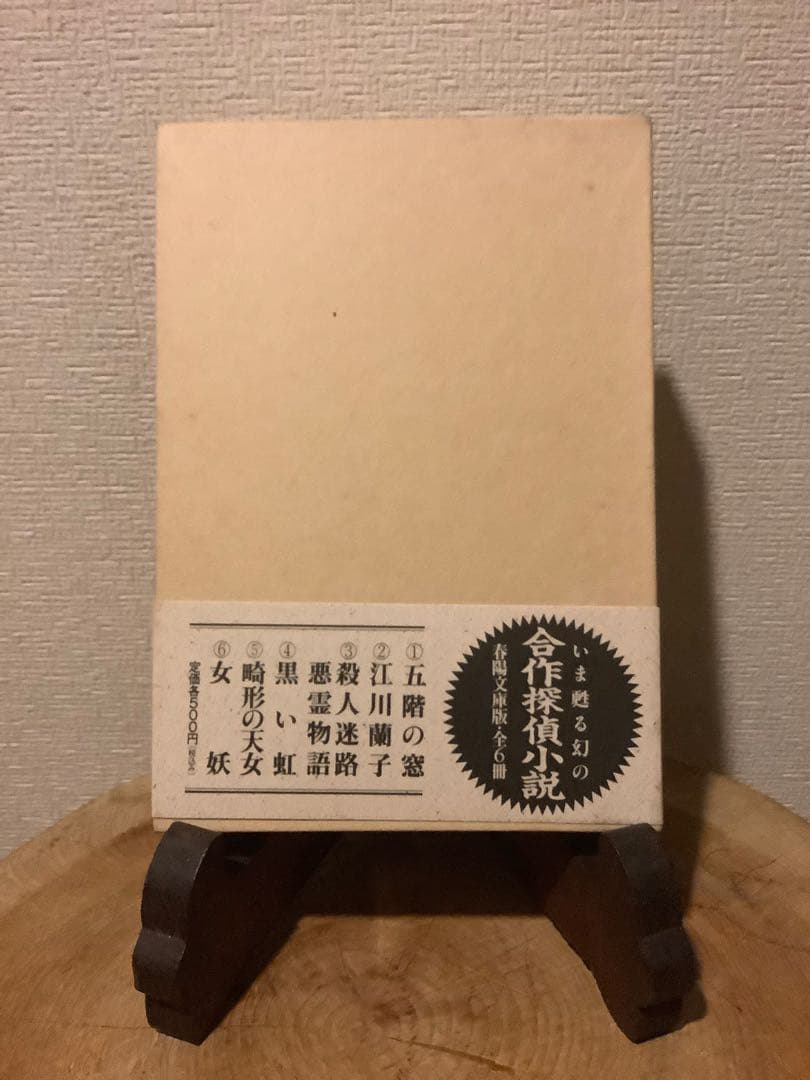 いま甦る幻の
合作探偵小説
春陽文庫版・全6冊
①五階の窓
②江川蘭子
③殺人迷路
悪霊物語
④黒い虹
⑤畸形の天女
⑥女妖
定価各500円(税込み)